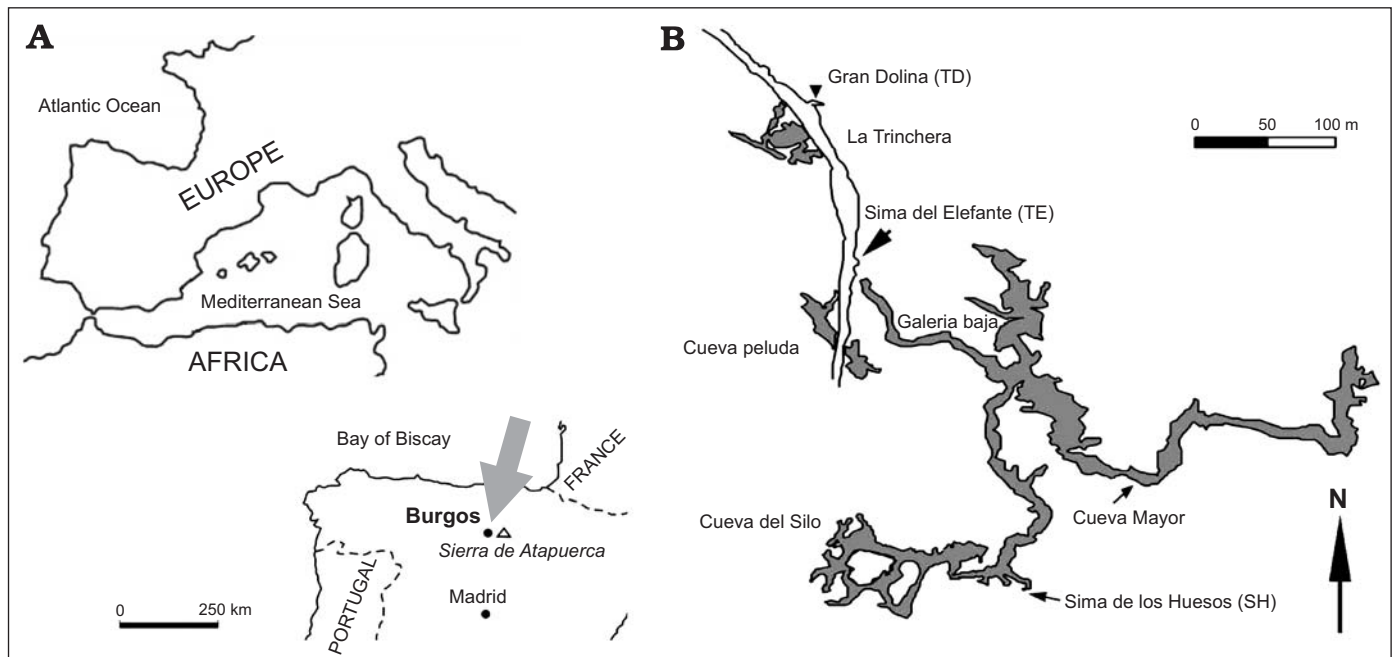 A
Atlantic Ocean
EUROPE
Mediterranean Sea
AFRICA
Bay of Biscay
FRANCE
Burgos
Sierra de Atapuerca
PORTUGAL
Madrid
0 250 km
B
Gran Dolina (TD)
La Trinchera
0 50 100 m
Sima del Elefante (TE)
Galeria baja
Cueva peluda
Cueva Mayor
N
Cueva del Silo
Sima de los Huesos (SH)